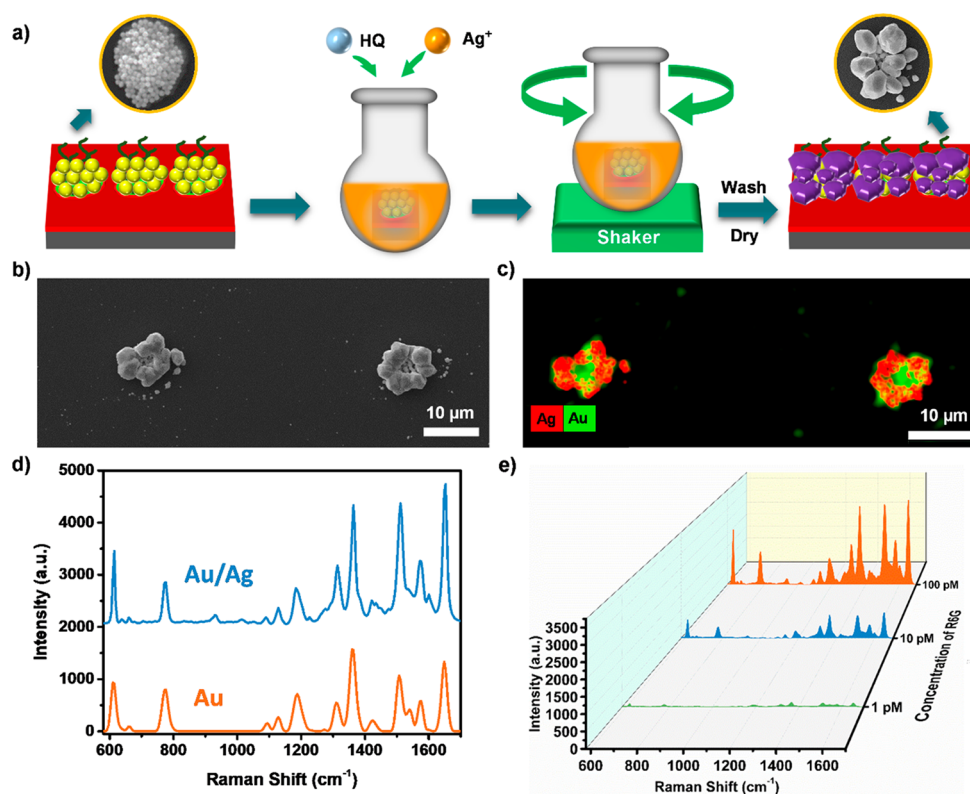 a)
HQ
Ag+
Shaker
Wash
Dry
b)
10 μm
c)
Ag
Au
10 μm
d)
5000
4000
3000
2000
1000
0
Intensity (a.u.)
Au/Ag
Au
600 800 1000 1200 1400 1600
Raman Shift (cm-1)
e)
3500
3000
2500
2000
1500
1000
500
0
Intensity (a.u.)
600 800 1000 1200 1400 1600
Raman Shift (cm-1)
100 pM
10 pM
1 pM
Concentration of R6G